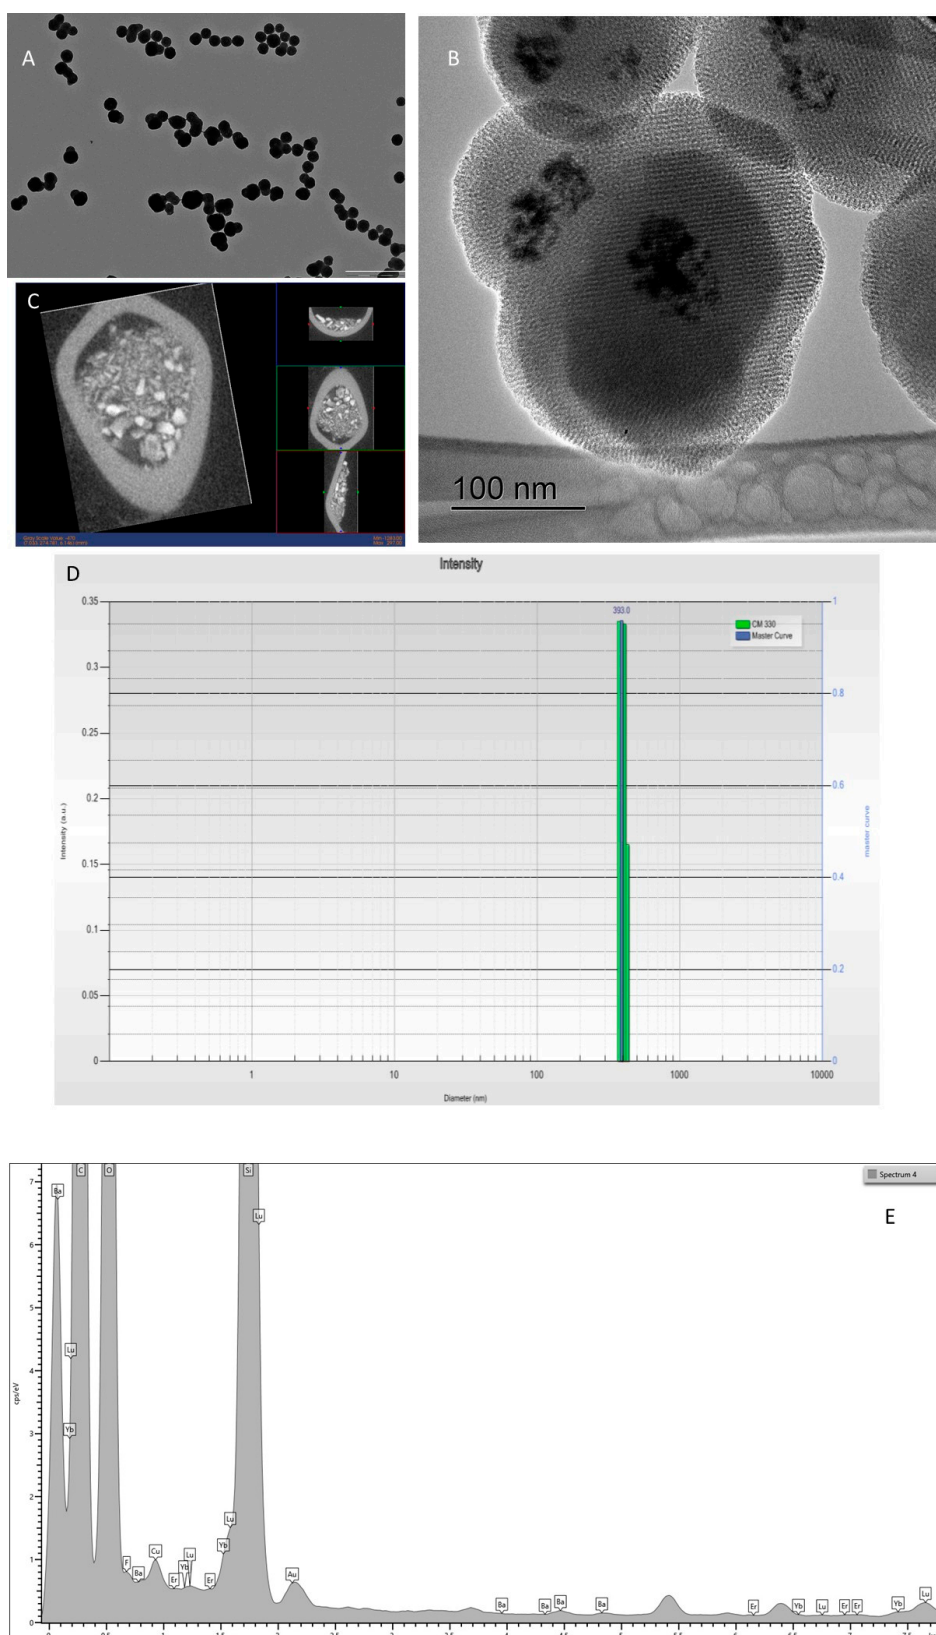 A
B
100 nm
C
D
Intensity
0.35
0.3
0.25
0.2
0.15
0.1
0.05
0
Intensity (a.u.)
393.0
CM 330
Master Curve
1
0.8
0.6
0.4
0.2
0
master curve
1
10
100
1000
10000
Diameter (nm)
E
Spectrum 4
7
6
5
4
3
2
1
0
cps/eV
Ba
C
O
Si
Lu
Lu
Yb
F
Ba
Cu
Er
Yb
Lu
Er
Yb
Lu
Au
Ba
Ba
Ba
Ba
Er
Yb
Lu
Er
Er
Yb
Lu